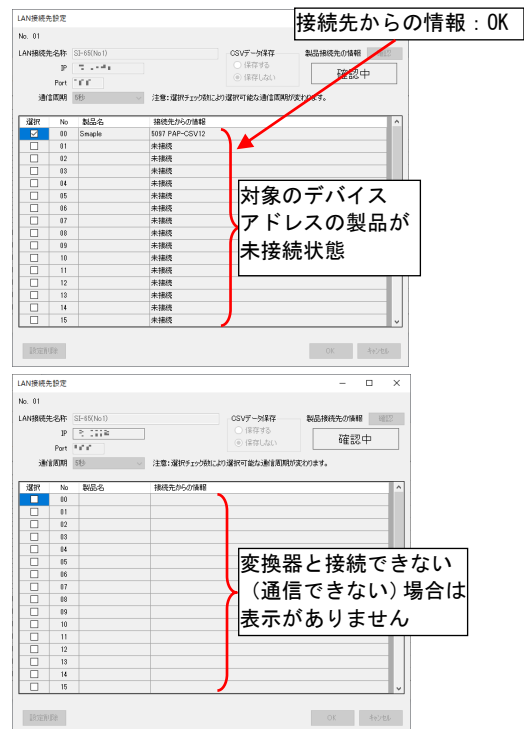 LAN接続先設定
接続先からの情報：OK
No. 01
LAN接続先名称 SI-65(No1)
CSVデータ保存
製品接続先の情報 確認
IP
保存する
保存しない
確認中
Port
通信周期 5秒
注意：選択チェック数により選択可能な通信周期が変わります。
選択 No 製品名 接続先からの情報
00 Smaple 5097 PAP-CSV12
01 未接続
02 未接続
03 未接続
04 未接続
05 未接続
06 未接続
07 未接続
08 未接続
09 未接続
10 未接続
11 未接続
12 未接続
13 未接続
14 未接続
15 未接続
対象のデバイス
アドレスの製品が
未接続状態
設定削除 OK キャンセル
LAN接続先設定
No. 01
LAN接続先名称 SI-65(No1)
CSVデータ保存
製品接続先の情報 確認
IP
保存する
保存しない
確認中
Port
通信周期 5秒
注意：選択チェック数により選択可能な通信周期が変わります。
選択 No 製品名 接続先からの情報
00
01
02
03
04
05
06
07
08
09
10
11
12
13
14
15
変換器と接続できない
（通信できない）場合は
表示がありません
設定削除 OK キャンセル